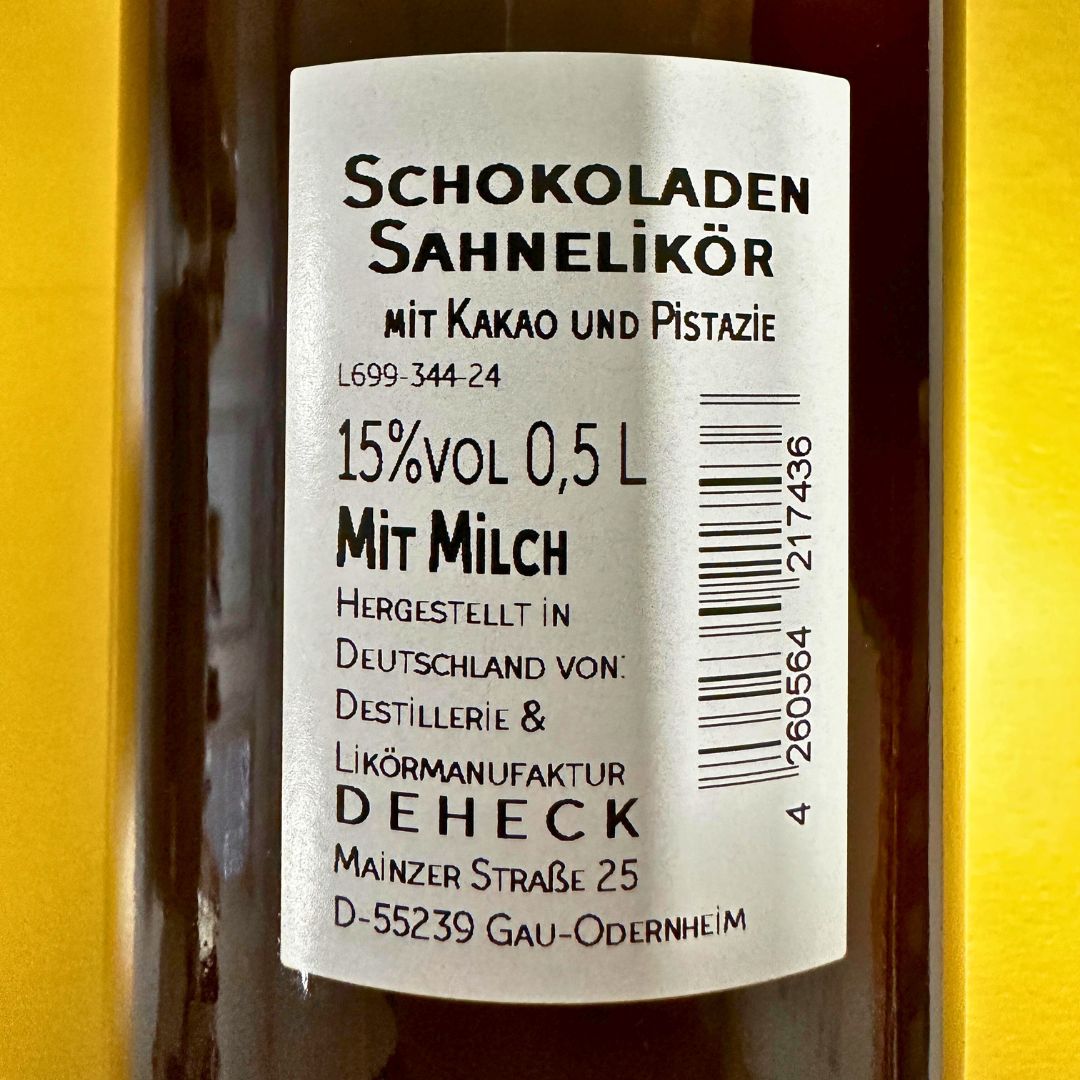 SCHOKOLADEN
SAHNELiKÖR
MiT KAKAO UND PiSTAZiE
L699-344-24
15%VOL 0,5 L
MiT MiLCH
HERGESTELLT iN
DEUTSCHLAND VON:
DESTiLLERiE &
LiKÖRMANUFAKTUR
DEHECK
MAiNZER STRAßE 25
D-55239 GAU-ODERNHEiM
4 260564 217436